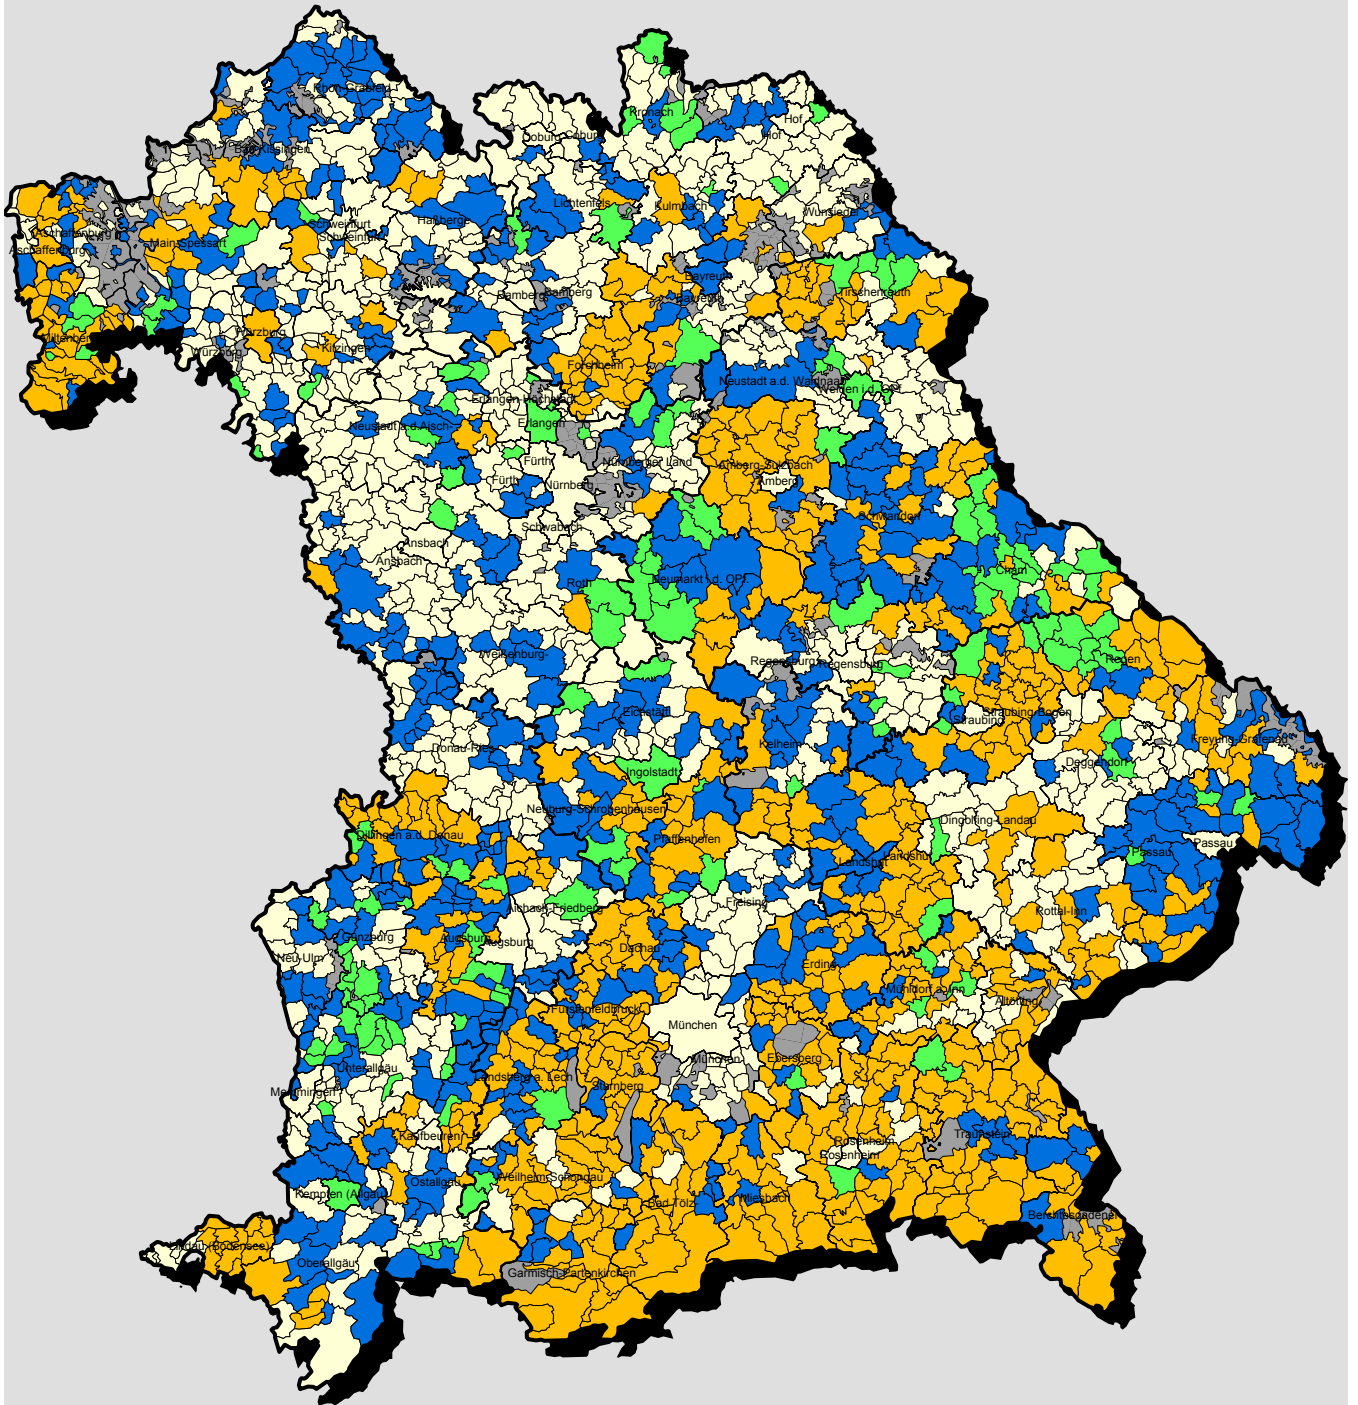 Rhön-Grabfeld
Kronach
Hof
Hof
Coburg
Coburg
Bad Kissingen
Lichtenfels
Kulmbach
Wunsiedel
Haßberge
Schweinfurt
Schweinfurt
Aschaffenburg
Aschaffenburg
Main-Spessart
Bayreuth
Bayreuth
Tirschenreuth
Bamberg
Bamberg
Miltenberg
Würzburg
Würzburg
Kitzingen
Forchheim
Neustadt a.d. Waldnaab
Weiden i.d. OPf.
Erlangen-Höchstadt
Erlangen
Neustadt a.d.Aisch-
Fürth
Fürth
Nürnberger Land
Nürnberg
Amberg-Sulzbach
Amberg
Schwandorf
Schwabach
Ansbach
Ansbach
Roth
Neumarkt i.d. OPf.
Cham
Weißenburg-
Regensburg
Regensburg
Regen
Eichstätt
Straubing-Bogen
Straubing
Donau-Ries
Kelheim
Freyung-Grafenau
Deggendorf
Ingolstadt
Neuburg-Schrobenhausen
Dingolfing-Landau
Dillingen a.d. Donau
Pfaffenhofen
Passau
Passau
Landshut
Landshut
Freising
Aichach-Friedberg
Rottal-Inn
Günzburg
Augsburg
Augsburg
Dachau
Neu-Ulm
Erding
Mühldorf a. Inn
Altötting
Fürstenfeldbruck
München
München
Ebersberg
Unterallgäu
Landsberg a. Lech
Starnberg
Memmingen
Kaufbeuren
Traunstein
Rosenheim
Rosenheim
Weilheim-Schongau
Ostallgäu
Kempten (Allgäu)
Bad Tölz-
Miesbach
Berchtesgadener
Lindau (Bodensee)
Oberallgäu
Garmisch-Partenkirchen